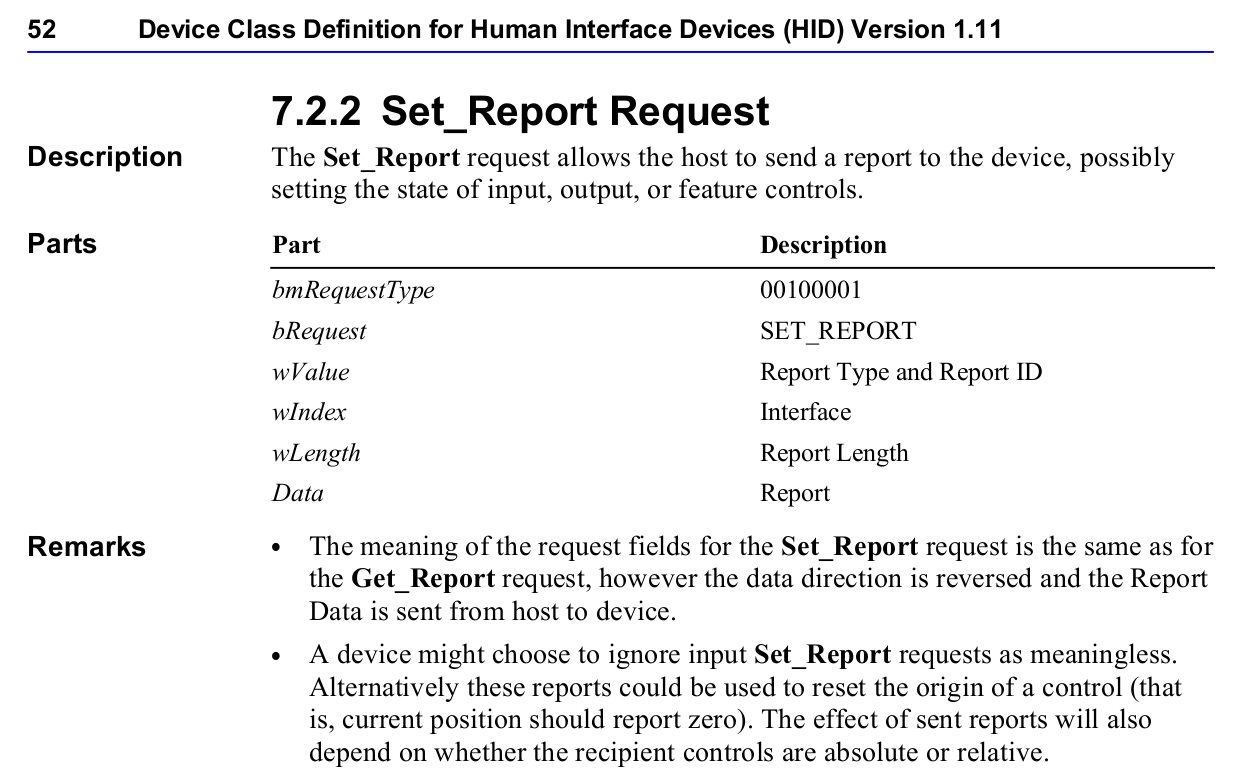 52 Device Class Definition for Human Interface Devices (HID) Version 1.11
7.2.2 Set_Report Request
Description The Set_Report request allows the host to send a report to the device, possibly
setting the state of input, output, or feature controls.
Parts Part Description
bmRequestType 00100001
bRequest SET_REPORT
wValue Report Type and Report ID
wIndex Interface
wLength Report Length
Data Report
Remarks • The meaning of the request fields for the Set_Report request is the same as for
the Get_Report request, however the data direction is reversed and the Report
Data is sent from host to device.
• A device might choose to ignore input Set_Report requests as meaningless.
Alternatively these reports could be used to reset the origin of a control (that
is, current position should report zero). The effect of sent reports will also
depend on whether the recipient controls are absolute or relative.